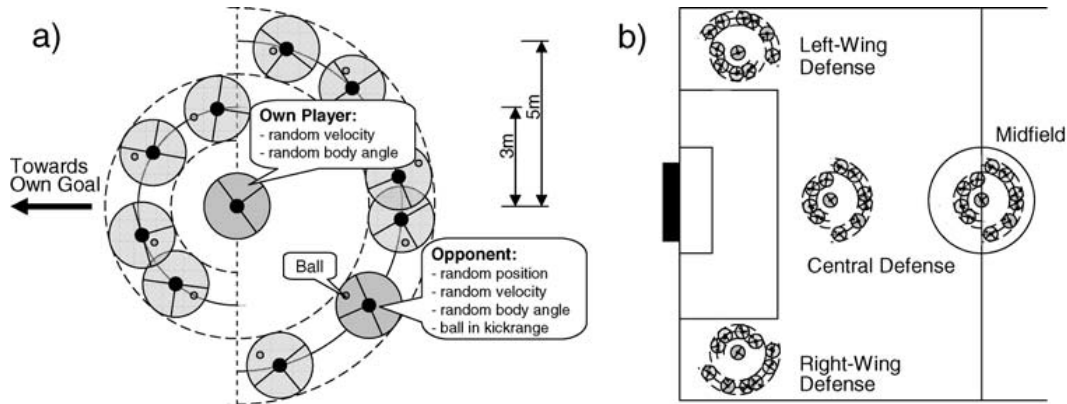 a)
Own Player:
- random velocity
- random body angle
Towards
Own Goal
3m
5m
Ball
Opponent:
- random position
- random velocity
- random body angle
- ball in kickrange
b)
Left-Wing
Defense
Midfield
Central Defense
Right-Wing
Defense